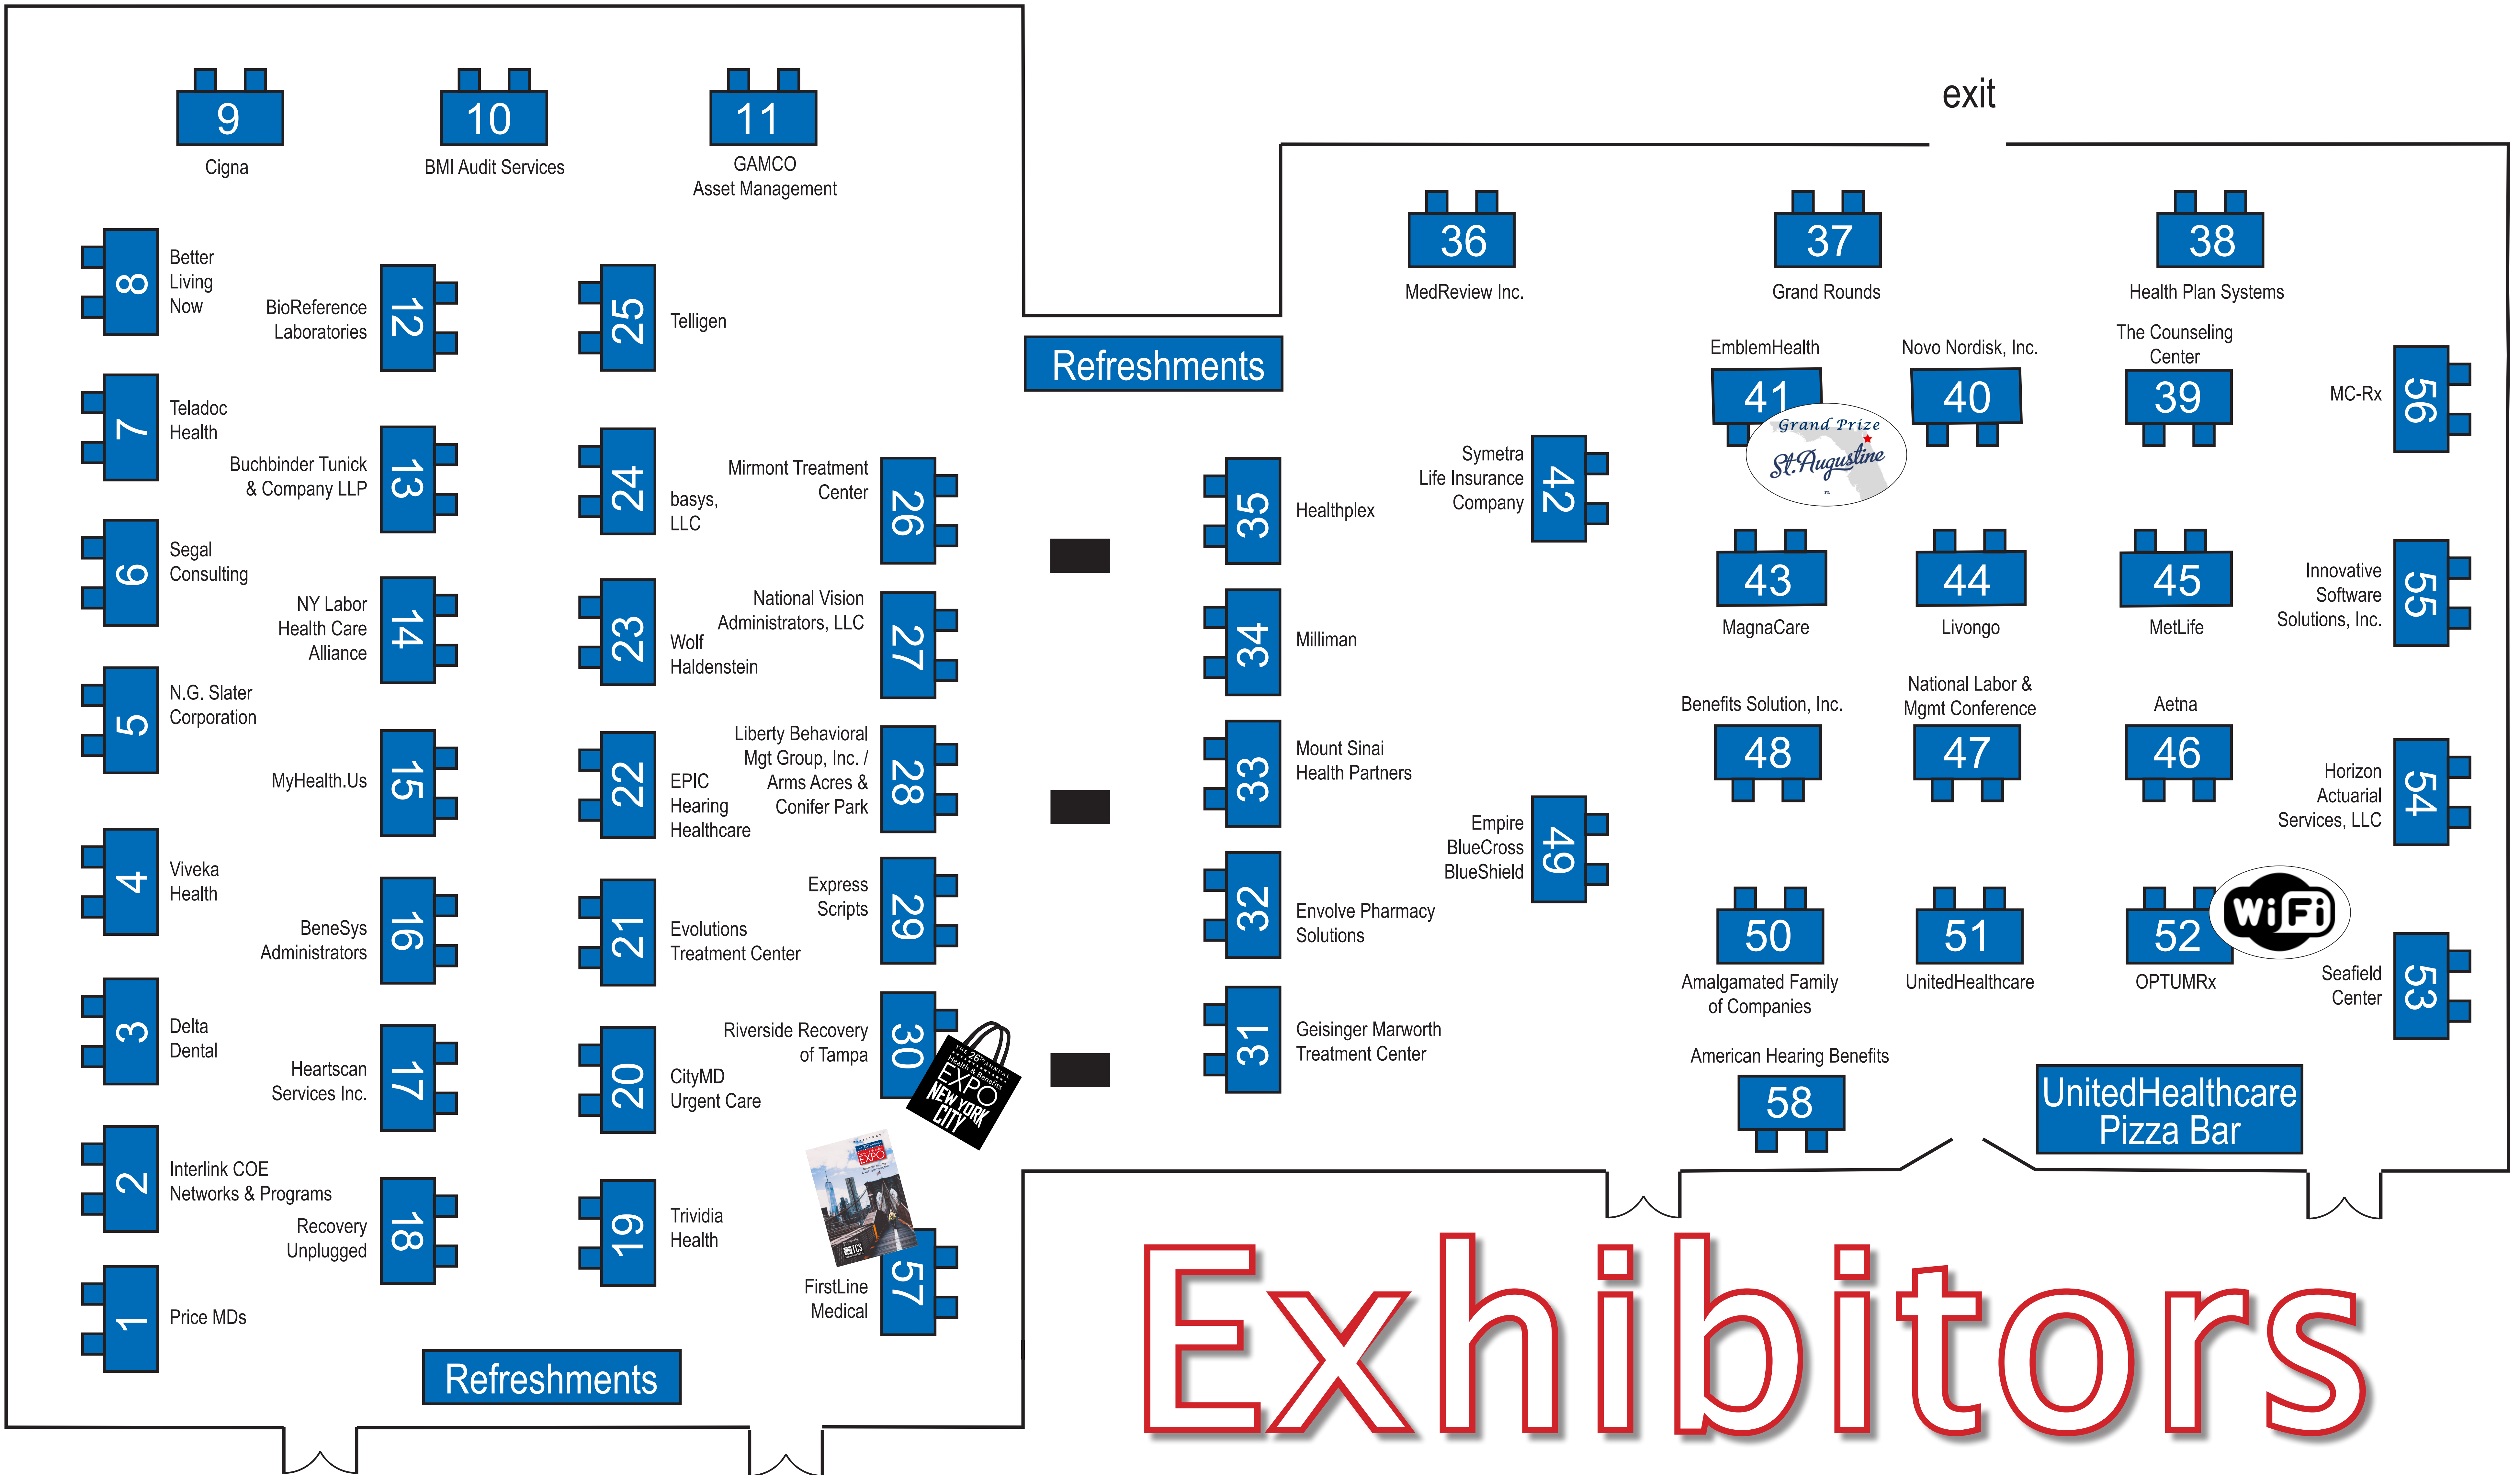 exit
9
Cigna
10
BMI Audit Services
11
GAMCO
Asset Management
8
Better
Living
Now
7
Teladoc
Health
6
Segal
Consulting
5
N.G. Slater
Corporation
4
Viveka
Health
3
Delta
Dental
2
Interlink COE
Networks & Programs
1
Price MDs
BioReference
Laboratories
12
Buchbinder Tunick
& Company LLP
13
NY Labor
Health Care
Alliance
14
MyHealth.Us
15
BeneSys
Administrators
16
Heartscan
Services Inc.
17
Recovery
Unplugged
18
25
Telligen
24
basys,
LLC
23
Wolf
Haldenstein
22
EPIC
Hearing
Healthcare
21
Evolutions
Treatment Center
20
CityMD
Urgent Care
19
Trividia
Health
Mirmont Treatment
Center
26
National Vision
Administrators, LLC
27
Liberty Behavioral
Mgt Group, Inc. /
Arms Acres &
Conifer Park
28
Express
Scripts
29
Riverside Recovery
of Tampa
30
THE 26TH ANNUAL
Health & Benefits
EXPO
NEW YORK
CITY
EXPO
TCS
FirstLine
Medical
57
Refreshments
Refreshments
35
Healthplex
34
Milliman
33
Mount Sinai
Health Partners
32
Envolve Pharmacy
Solutions
31
Geisinger Marworth
Treatment Center
36
MedReview Inc.
37
Grand Rounds
38
Health Plan Systems
EmblemHealth
41
Grand Prize
St. Augustine
FL
Novo Nordisk, Inc.
40
The Counseling
Center
39
MC-Rx
56
Symetra
Life Insurance
Company
42
43
MagnaCare
44
Livongo
45
MetLife
Innovative
Software
Solutions, Inc.
55
Benefits Solution, Inc.
48
National Labor &
Mgmt Conference
47
Aetna
46
Horizon
Actuarial
Services, LLC
54
Empire
BlueCross
BlueShield
49
50
Amalgamated Family
of Companies
51
UnitedHealthcare
52
OPTUMRx
WiFi
Seafield
Center
53
American Hearing Benefits
58
UnitedHealthcare
Pizza Bar
Exhibitors